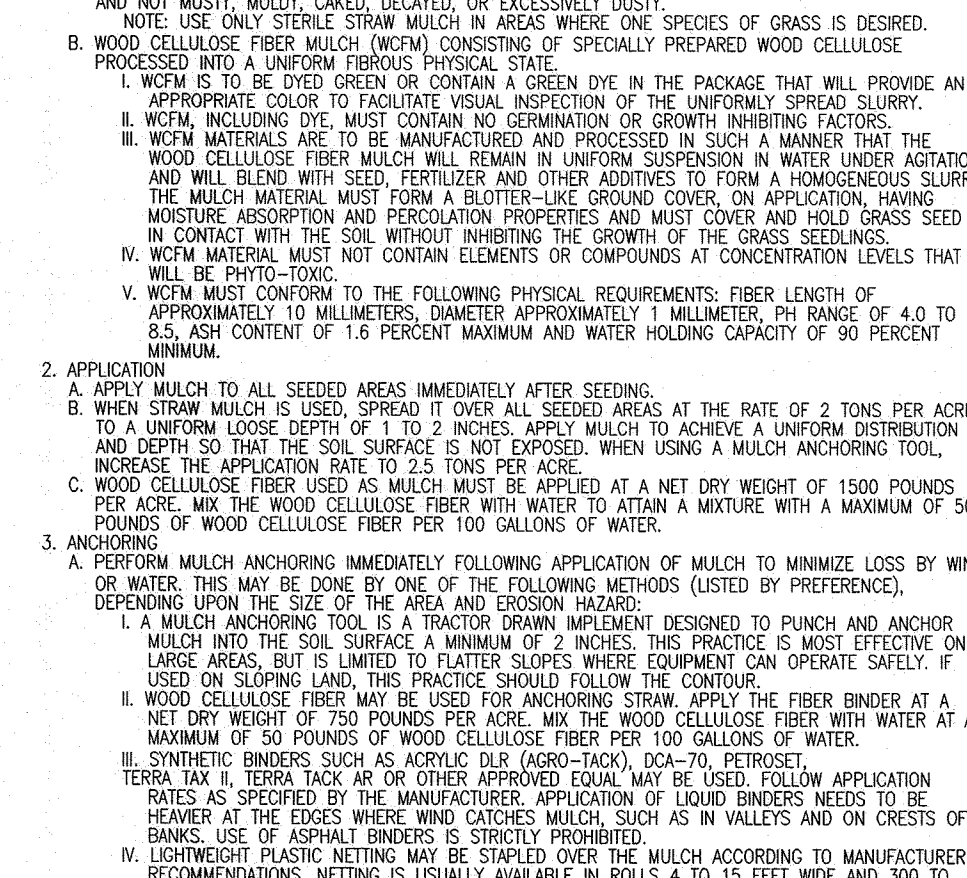 AND NOT MUSTY, MOLDY, CAKED, DECAYED, OR EXCESSIVELY DUSTY.
NOTE: USE ONLY STERILE STRAW MULCH IN AREAS WHERE ONE SPECIES OF GRASS IS DESIRED.
B. WOOD CELLULOSE FIBER MULCH (WCFM) CONSISTING OF SPECIALLY PREPARED WOOD CELLULOSE
PROCESSED INTO A UNIFORM FIBROUS PHYSICAL STATE.
I. WCFM IS TO BE DYED GREEN OR CONTAIN A GREEN DYE IN THE PACKAGE THAT WILL PROVIDE AN
APPROPRIATE COLOR TO FACILITATE VISUAL INSPECTION OF THE UNIFORMLY SPREAD SLURRY.
II. WCFM, INCLUDING DYE, MUST CONTAIN NO GERMINATION OR GROWTH INHIBITING FACTORS.
III. WCFM MATERIALS ARE TO BE MANUFACTURED AND PROCESSED IN SUCH A MANNER THAT THE
WOOD CELLULOSE FIBER MULCH WILL REMAIN IN UNIFORM SUSPENSION IN WATER UNDER AGITATIO
AND WILL BLEND WITH SEED, FERTILIZER AND OTHER ADDITIVES TO FORM A HOMOGENEOUS SLURR
THE MULCH MATERIAL MUST FORM A BLOTTER-LIKE GROUND COVER, ON APPLICATION, HAVING
MOISTURE ABSORPTION AND PERCOLATION PROPERTIES AND MUST COVER AND HOLD GRASS SEED
IN CONTACT WITH THE SOIL WITHOUT INHIBITING THE GROWTH OF THE GRASS SEEDLINGS.
IV. WCFM MATERIAL MUST NOT CONTAIN ELEMENTS OR COMPOUNDS AT CONCENTRATION LEVELS THAT
WILL BE PHYTO-TOXIC.
V. WCFM MUST CONFORM TO THE FOLLOWING PHYSICAL REQUIREMENTS: FIBER LENGTH OF
APPROXIMATELY 10 MILLIMETERS, DIAMETER APPROXIMATELY 1 MILLIMETER, PH RANGE OF 4.0 TO
8.5, ASH CONTENT OF 1.6 PERCENT MAXIMUM AND WATER HOLDING CAPACITY OF 90 PERCENT
MINIMUM.
2. APPLICATION
A. APPLY MULCH TO ALL SEEDED AREAS IMMEDIATELY AFTER SEEDING.
B. WHEN STRAW MULCH IS USED, SPREAD IT OVER ALL SEEDED AREAS AT THE RATE OF 2 TONS PER ACRE
TO A UNIFORM LOOSE DEPTH OF 1 TO 2 INCHES. APPLY MULCH TO ACHIEVE A UNIFORM DISTRIBUTION
AND DEPTH SO THAT THE SOIL SURFACE IS NOT EXPOSED. WHEN USING A MULCH ANCHORING TOOL,
INCREASE THE APPLICATION RATE TO 2.5 TONS PER ACRE.
C. WOOD CELLULOSE FIBER USED AS MULCH MUST BE APPLIED AT A NET DRY WEIGHT OF 1500 POUNDS
PER ACRE. MIX THE WOOD CELLULOSE FIBER WITH WATER TO ATTAIN A MIXTURE WITH A MAXIMUM OF 50
POUNDS OF WOOD CELLULOSE FIBER PER 100 GALLONS OF WATER.
3. ANCHORING
A. PERFORM MULCH ANCHORING IMMEDIATELY FOLLOWING APPLICATION OF MULCH TO MINIMIZE LOSS BY WIN
OR WATER. THIS MAY BE DONE BY ONE OF THE FOLLOWING METHODS (LISTED BY PREFERENCE),
DEPENDING UPON THE SIZE OF THE AREA AND EROSION HAZARD:
I. A MULCH ANCHORING TOOL IS A TRACTOR DRAWN IMPLEMENT DESIGNED TO PUNCH AND ANCHOR
MULCH INTO THE SOIL SURFACE A MINIMUM OF 2 INCHES. THIS PRACTICE IS MOST EFFECTIVE ON
LARGE AREAS, BUT IS LIMITED TO FLATTER SLOPES WHERE EQUIPMENT CAN OPERATE SAFELY. IF
USED ON SLOPING LAND, THIS PRACTICE SHOULD FOLLOW THE CONTOUR.
II. WOOD CELLULOSE FIBER MAY BE USED FOR ANCHORING STRAW. APPLY THE FIBER BINDER AT A
NET DRY WEIGHT OF 750 POUNDS PER ACRE. MIX THE WOOD CELLULOSE FIBER WITH WATER AT A
MAXIMUM OF 50 POUNDS OF WOOD CELLULOSE FIBER PER 100 GALLONS OF WATER.
III. SYNTHETIC BINDERS SUCH AS ACRYLIC DLR (AGRO-TACK), DCA-70, PETROSET,
TERRA TAX II, TERRA TACK AR OR OTHER APPROVED EQUAL MAY BE USED. FOLLOW APPLICATION
RATES AS SPECIFIED BY THE MANUFACTURER. APPLICATION OF LIQUID BINDERS NEEDS TO BE
HEAVIER AT THE EDGES WHERE WIND CATCHES MULCH, SUCH AS IN VALLEYS AND ON CRESTS OF
BANKS. USE OF ASPHALT BINDERS IS STRICTLY PROHIBITED.
IV. LIGHTWEIGHT PLASTIC NETTING MAY BE STAPLED OVER THE MULCH ACCORDING TO MANUFACTURER
RECOMMENDATIONS. NETTING IS USUALLY AVAILABLE IN ROLLS 4 TO 15 FEET WIDE AND 300 TO